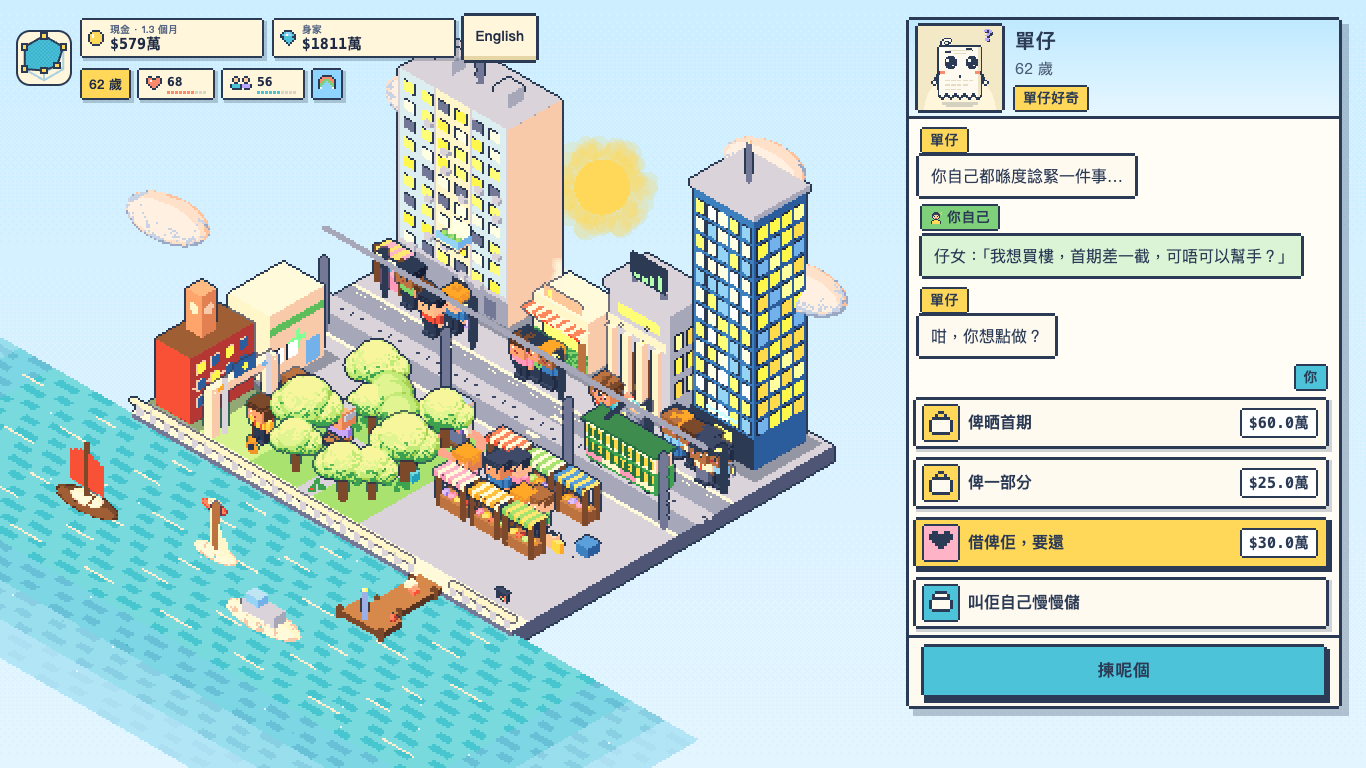 現金 · 1.3 個月
$579萬
身家
$1811萬
English
62 歲
68
56
?
單仔
62 歲
單仔好奇
單仔
你自己都喺度諗緊一件事…
你自己
仔女：「我想買樓，首期差一截，可唔可以幫手？」
單仔
咁，你想點做？
你
俾晒首期
$60.0萬
俾一部分
$25.0萬
借俾佢，要還
$30.0萬
叫佢自己慢慢儲
揀呢個